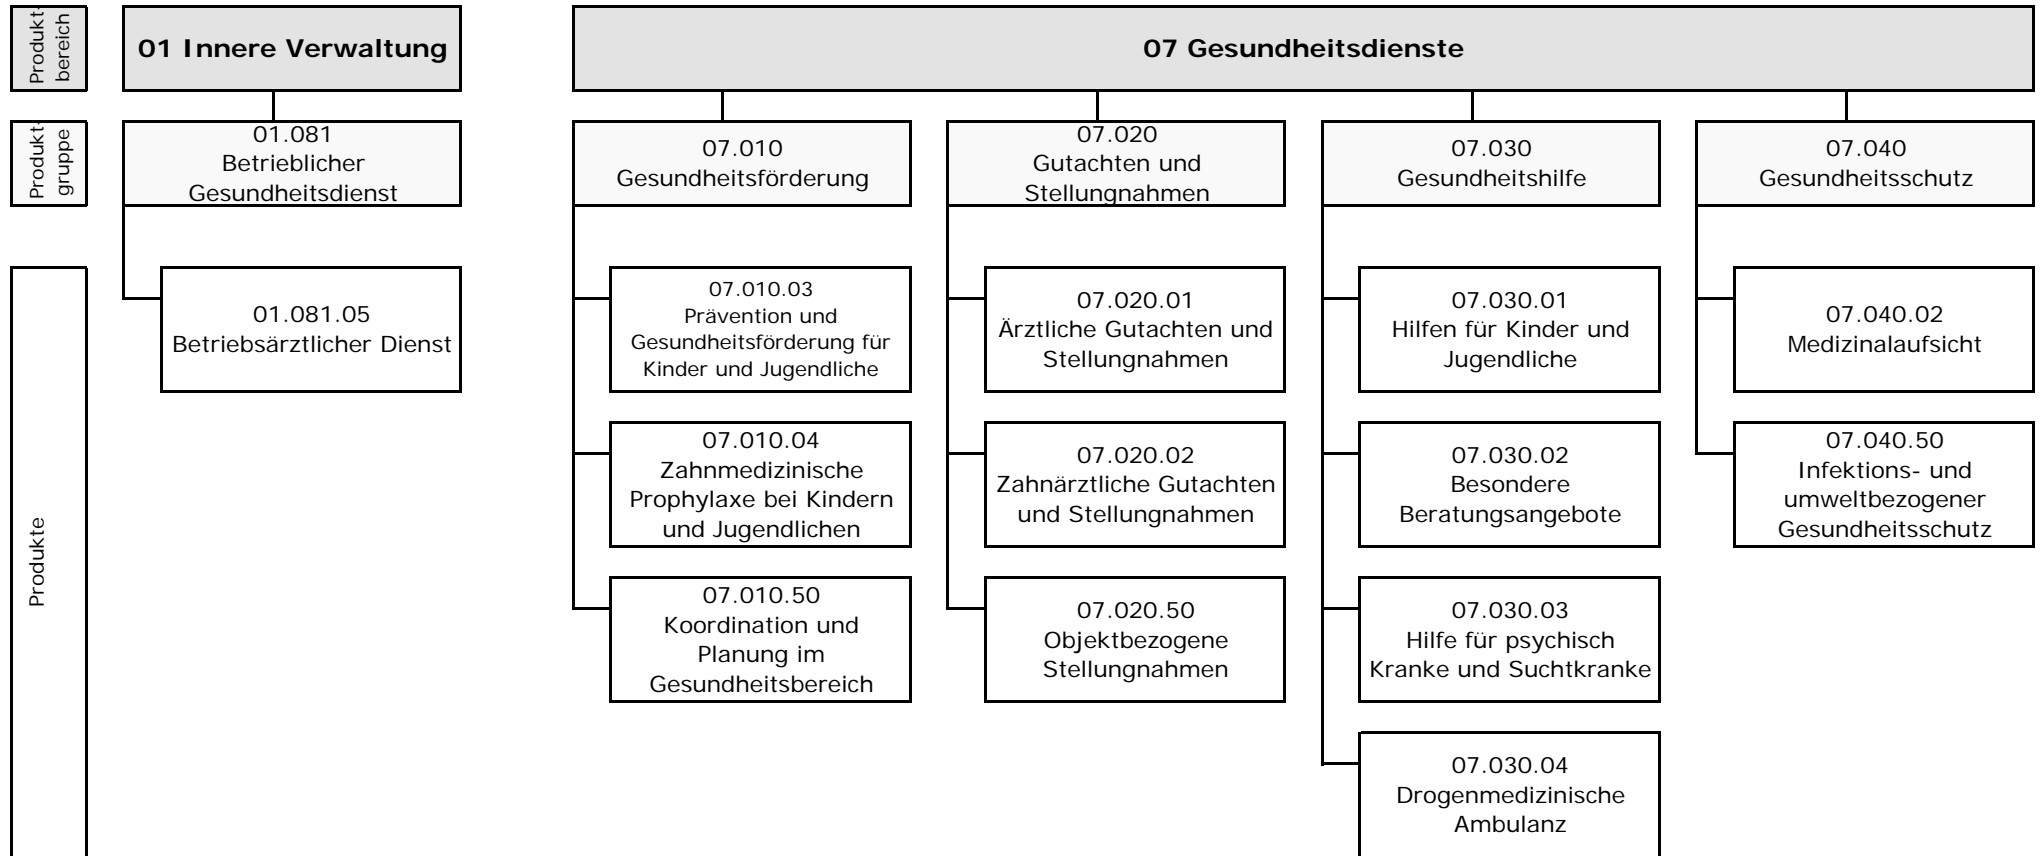 Produkt-
bereich
01 Innere Verwaltung
07 Gesundheitsdienste
Produkt-
gruppe
01.081
Betrieblicher
Gesundheitsdienst
07.010
Gesundheitsförderung
07.020
Gutachten und
Stellungnahmen
07.030
Gesundheitshilfe
07.040
Gesundheitsschutz
Produkte
01.081.05
Betriebsärztlicher Dienst
07.010.03
Prävention und
Gesundheitsförderung für
Kinder und Jugendliche
07.020.01
Ärztliche Gutachten und
Stellungnahmen
07.030.01
Hilfen für Kinder und
Jugendliche
07.040.02
Medizinalaufsicht
07.010.04
Zahnmedizinische
Prophylaxe bei Kindern
und Jugendlichen
07.020.02
Zahnärztliche Gutachten
und Stellungnahmen
07.030.02
Besondere
Beratungsangebote
07.040.50
Infektions- und
umweltbezogener
Gesundheitsschutz
07.010.50
Koordination und
Planung im
Gesundheitsbereich
07.020.50
Objektbezogene
Stellungnahmen
07.030.03
Hilfe für psychisch
Kranke und Suchtkranke
07.030.04
Drogenmedizinische
Ambulanz